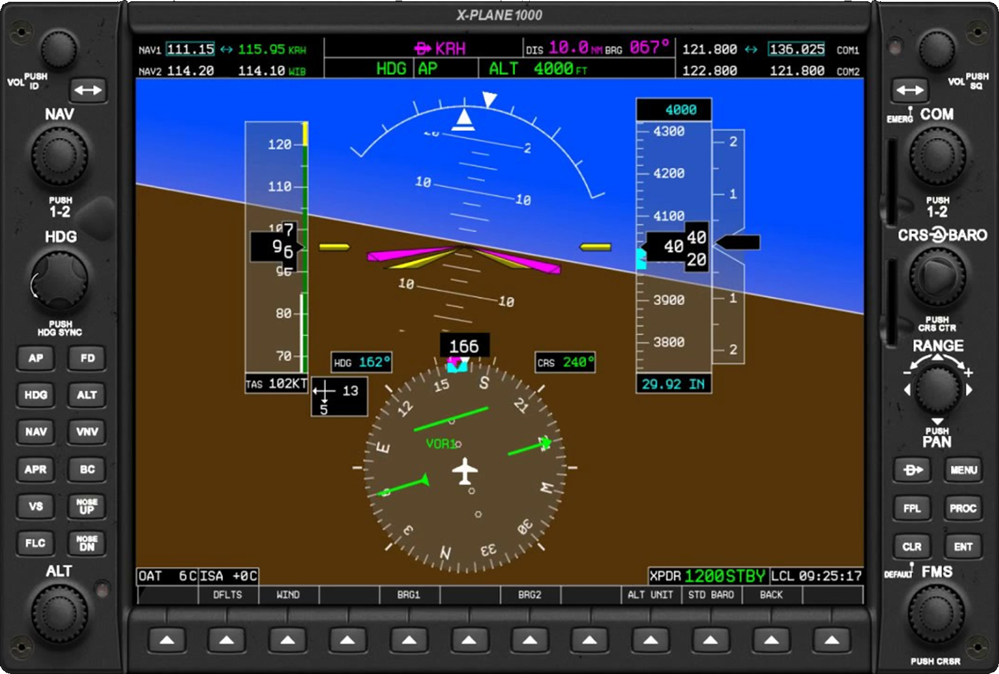 X-PLANE 1000
NAV1 111.15 ↔ 115.95 KRH
D KRH
DIS 10.0NM BRG 067°
121.800 ↔ 136.025 COM1
NAV2 114.20 114.10 WIB
HDG AP ALT 4000FT
122.800 121.800 COM2
VOL PUSH ID
NAV
PUSH 1-2
HDG
PUSH
HDG SYNC
AP FD
HDG ALT
NAV VNV
APR BC
VS NOSE UP
FLC NOSE DN
ALT
120
110
107
96
80
70
TAS 102KT
20 2
10 10
10 10
4000
4300
4200
4100
40 40
20
3900
3800
29.92 IN
2
1
1
2
HDG 162°
166
CRS 240°
13
5
12 15 S 21
E W
VOR1
6
3 N 33 30
OAT 6C ISA +0C
XPDR 1200 STBY LCL 09:25:17
DFLTS WIND BRG1 BRG2 ALT UNIT STD BARO BACK
VOL PUSH SQ
EMERG COM
PUSH 1-2
CRS BARO
PUSH
CRS CTR
RANGE
- +
PUSH
PAN
D MENU
FPL PROC
CLR ENT
DEFAULT FMS
PUSH CRSR